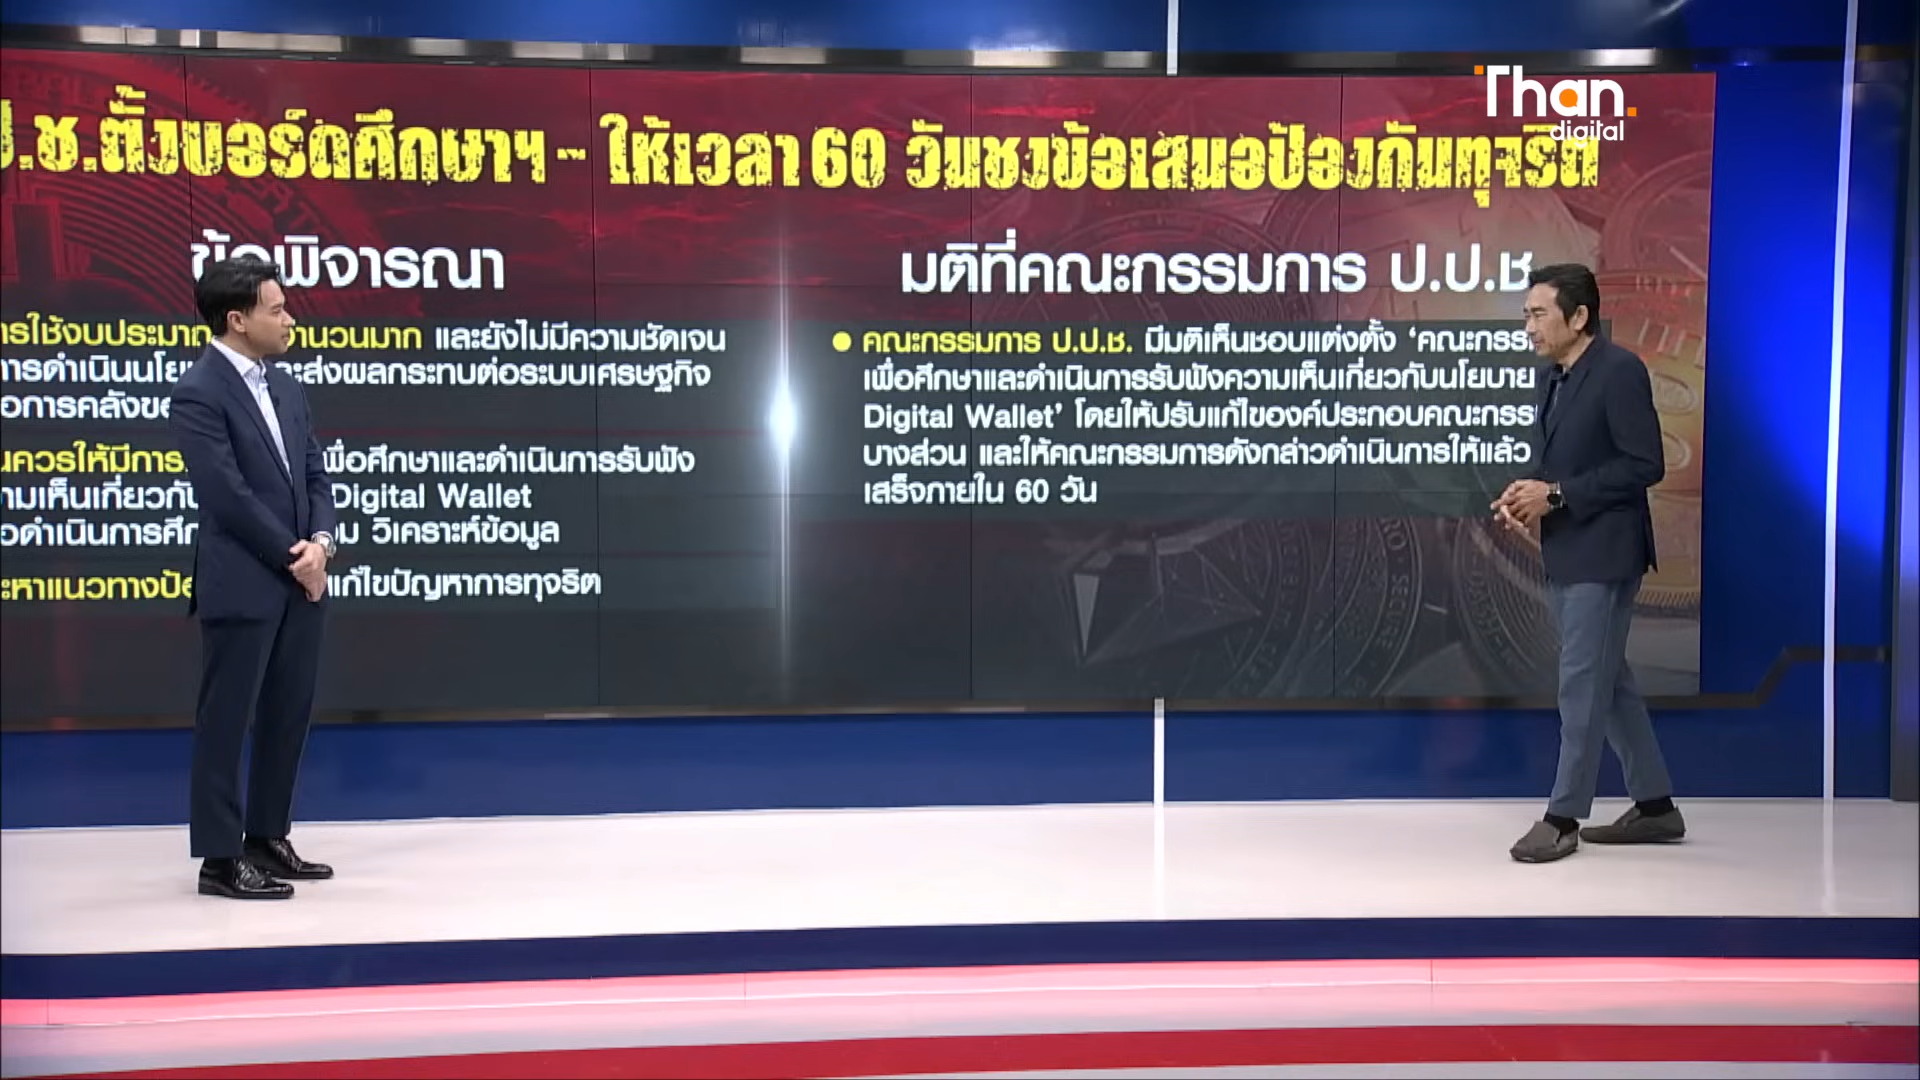 Than.
digital
ป.ช.ตั้งบอร์ดศึกษาฯ - ให้เวลา 60 วันชงข้อเสนอป้องกันทุจริต
ข้อพิจารณา
การใช้งบประมาณ จำนวนมาก และยังไม่มีความชัดเจน
การดำเนินนโย และส่งผลกระทบต่อระบบเศรษฐกิจ
อการคลังขอ
นควรให้มีการ เพื่อศึกษาและดำเนินการรับฟัง
ามเห็นเกี่ยวกับ Digital Wallet
อดำเนินการศึก วม วิเคราะห์ข้อมูล
ะหาแนวทางป้อ แก้ไขปัญหาการทุจริต
มติที่คณะกรรมการ ป.ป.ช
คณะกรรมการ ป.ป.ช. มีมติเห็นชอบแต่งตั้ง ‘คณะกรร
เพื่อศึกษาและดำเนินการรับฟังความเห็นเกี่ยวกับนโยบาย
Digital Wallet’ โดยให้ปรับแก้ไของค์ประกอบคณะกรร
บางส่วน และให้คณะกรรมการดังกล่าวดำเนินการให้แล้ว
เสร็จภายใน 60 วัน